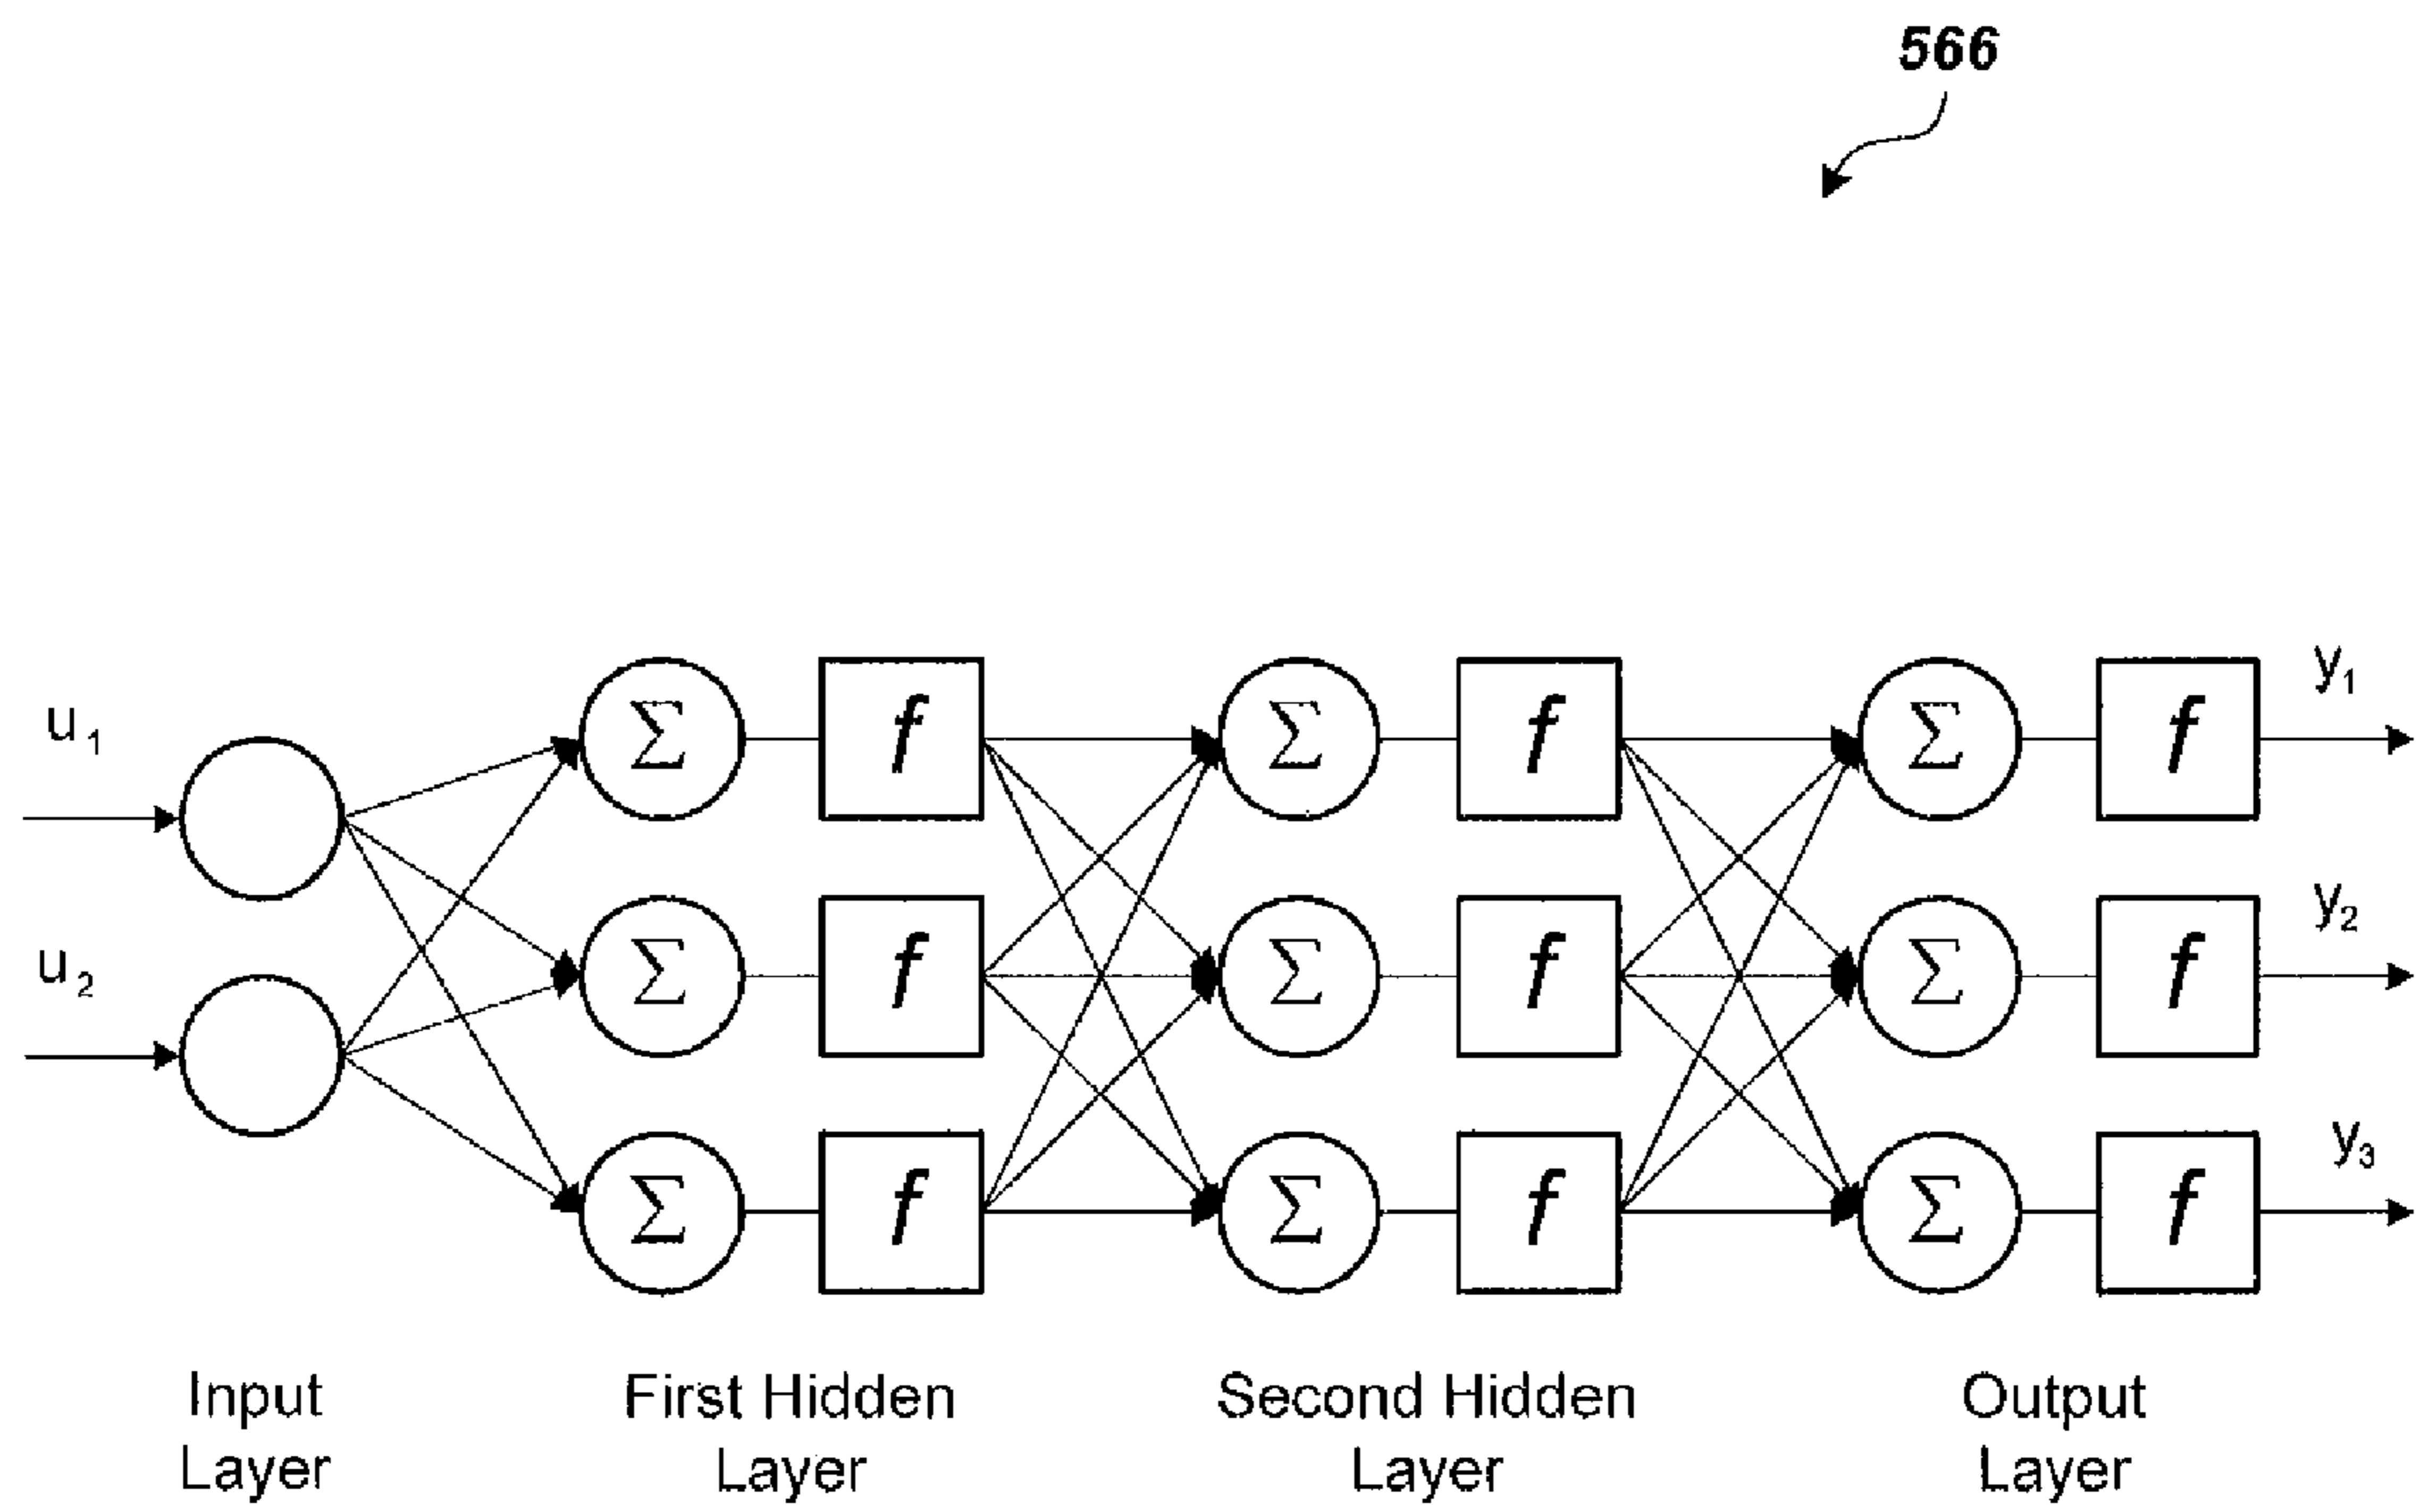 566
u1
u2
Σ f Σ f Σ f y1
Σ f Σ f Σ f y2
Σ f Σ f Σ f y3
Input Layer
First Hidden Layer
Second Hidden Layer
Output Layer